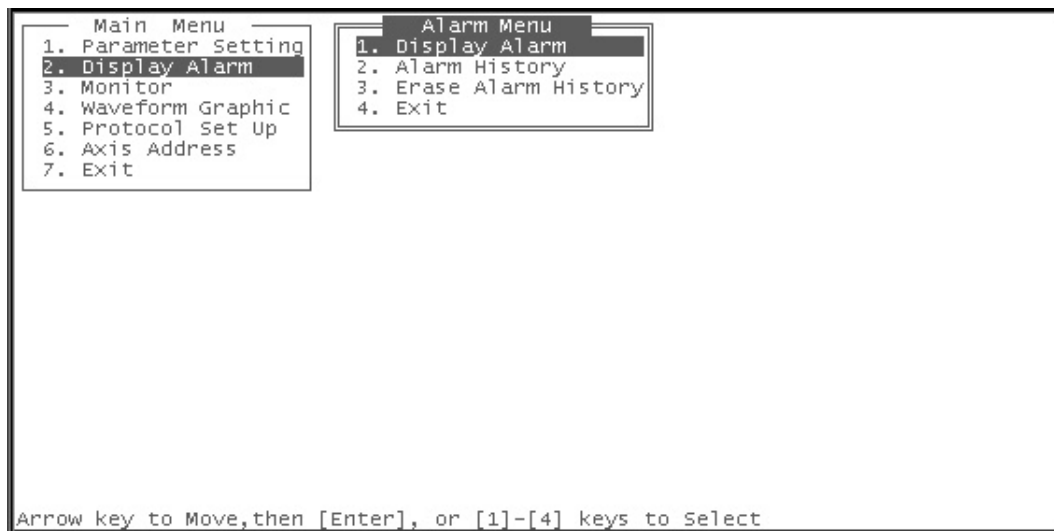 Main Menu
1. Parameter Setting
2. Display Alarm
3. Monitor
4. Waveform Graphic
5. Protocol Set Up
6. Axis Address
7. Exit
Alarm Menu
1. Display Alarm
2. Alarm History
3. Erase Alarm History
4. Exit
Arrow key to Move,then [Enter], or [1]-[4] keys to Select